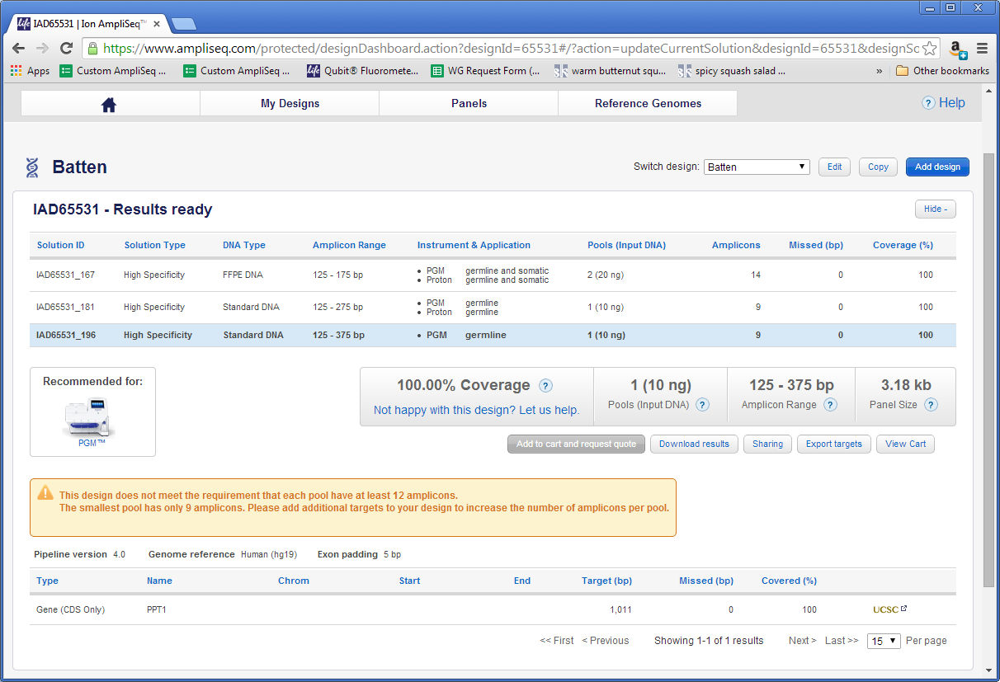 life IAD65531 | Ion AmpliSeq™ ×
https://www.ampliseq.com/protected/designDashboard.action?designId=65531#/?action=updateCurrentSolution&designId=65531&designSc
Apps Custom AmpliSeq ... Custom AmpliSeq ... life Qubit® Fluoromete... WG Request Form (... warm butternut squ... spicy squash salad ... » Other bookmarks
My Designs Panels Reference Genomes ? Help
Batten Switch design: Batten Edit Copy Add design
IAD65531 - Results ready Hide -
Solution ID Solution Type DNA Type Amplicon Range Instrument & Application Pools (Input DNA) Amplicons Missed (bp) Coverage (%)
IAD65531_167 High Specificity FFPE DNA 125 - 175 bp • PGM germline and somatic 2 (20 ng) 14 0 100
• Proton germline and somatic
IAD65531_181 High Specificity Standard DNA 125 - 275 bp • PGM germline 1 (10 ng) 9 0 100
• Proton germline
IAD65531_196 High Specificity Standard DNA 125 - 375 bp • PGM germline 1 (10 ng) 9 0 100
Recommended for:
PGM™
100.00% Coverage ? 1 (10 ng) 125 - 375 bp 3.18 kb
Not happy with this design? Let us help. Pools (Input DNA) ? Amplicon Range ? Panel Size ?
Add to cart and request quote Download results Sharing Export targets View Cart
This design does not meet the requirement that each pool have at least 12 amplicons.
The smallest pool has only 9 amplicons. Please add additional targets to your design to increase the number of amplicons per pool.
Pipeline version 4.0 Genome reference Human (hg19) Exon padding 5 bp
Type Name Chrom Start End Target (bp) Missed (bp) Covered (%)
Gene (CDS Only) PPT1 1,011 0 100 UCSC
<< First < Previous Showing 1-1 of 1 results Next > Last >> 15 Per page